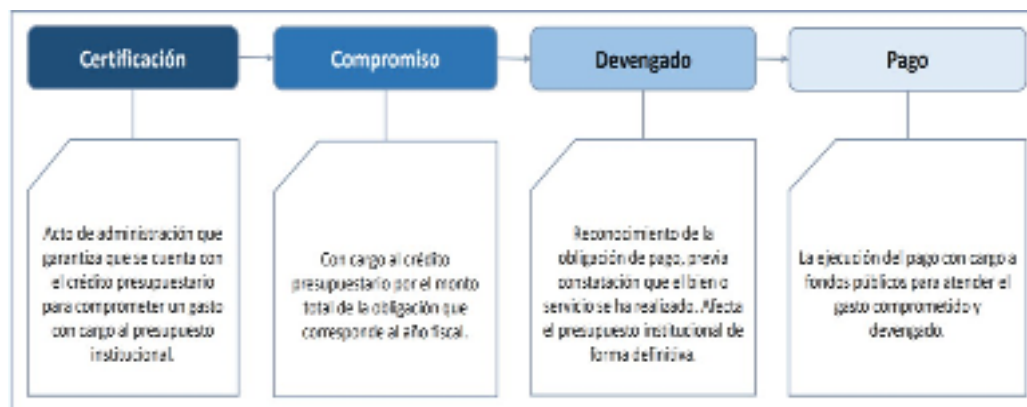 Certificación
Compromiso
Devengado
Pago
Acto de administración que
garantiza que se cuenta con
el crédito presupuestario
para comprometer un gasto
con cargo al presupuesto
institucional.
Con cargo al crédito
presupuestario por el monto
total de la obligación que
corresponde al año fiscal.
Reconocimiento de la
obligación de pago, previa
constatación que el bien o
servicio se ha realizado. Afecta
el presupuesto institucional de
forma definitiva.
La ejecución del pago con cargo a
fondos públicos para atender el
gasto comprometido y
devengado.